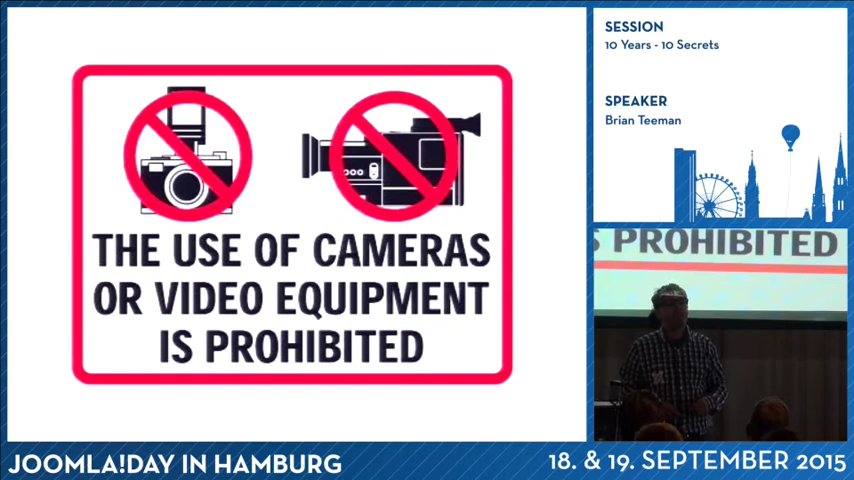 THE USE OF CAMERAS
OR VIDEO EQUIPMENT
IS PROHIBITED
SESSION
10 Years - 10 Secrets
SPEAKER
Brian Teeman
S PROHIBITED
JOOMLA!DAY IN HAMBURG
18. & 19. SEPTEMBER 2015